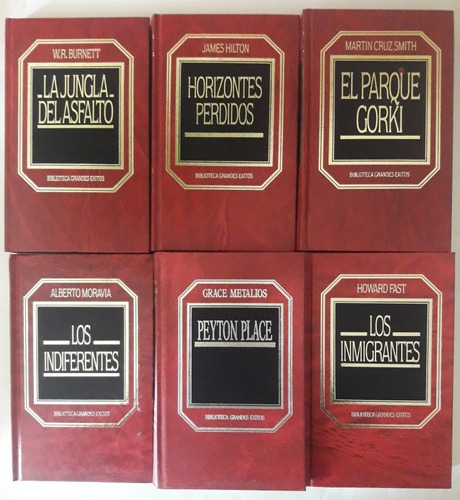 W.R. BURNETT
LA JUNGLA
DEL ASFALTO
BIBLIOTECA GRANDES EXITOS
JAMES HILTON
HORIZONTES
PERDIDOS
BIBLIOTECA GRANDES EXITOS
MARTIN CRUZ SMITH
EL PARQUE
GORKI
BIBLIOTECA GRANDES EXITOS
ALBERTO MORAVIA
LOS
INDIFERENTES
BIBLIOTECA GRANDES EXITOS
GRACE METALIOS
PEYTON PLACE
BIBLIOTECA GRANDES EXITOS
HOWARD FAST
LOS
INMIGRANTES
BIBLIOTECA GRANDES EXITOS